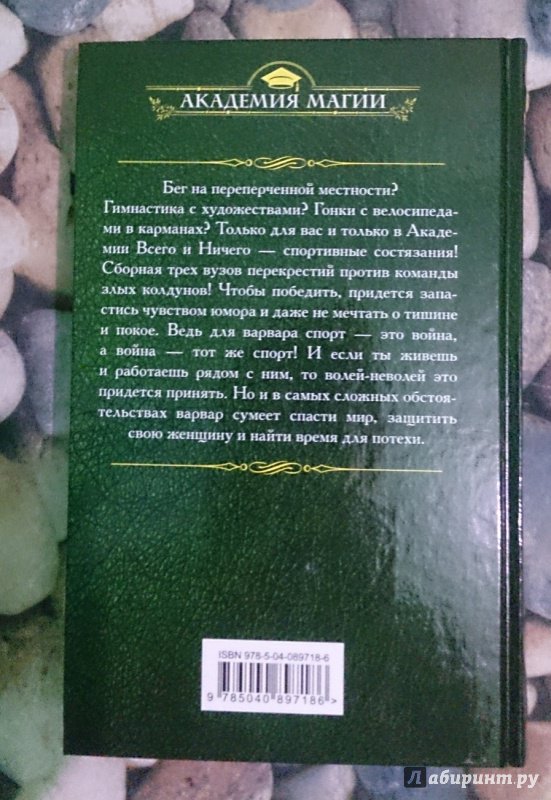 АКАДЕМИЯ МАГИИ
Бег на переперченной местности?
Гимнастика с художествами? Гонки с велосипеда-
ми в карманах? Только для вас и только в Акаде-
мии Всего и Ничего — спортивные состязания!
Сборная трех вузов перекрестий против команды
злых колдунов! Чтобы победить, придется запа-
стись чувством юмора и даже не мечтать о тишине
и покое. Ведь для варвара спорт — это война,
а война — тот же спорт! И если ты живешь
и работаешь рядом с ним, то волей-неволей это
придется принять. Но и в самых сложных обстоя-
тельствах варвар сумеет спасти мир, защитить
свою женщину и найти время для потехи.
ISBN 978-5-04-089718-6
9 785040 897186 >
Лабиринт.ру